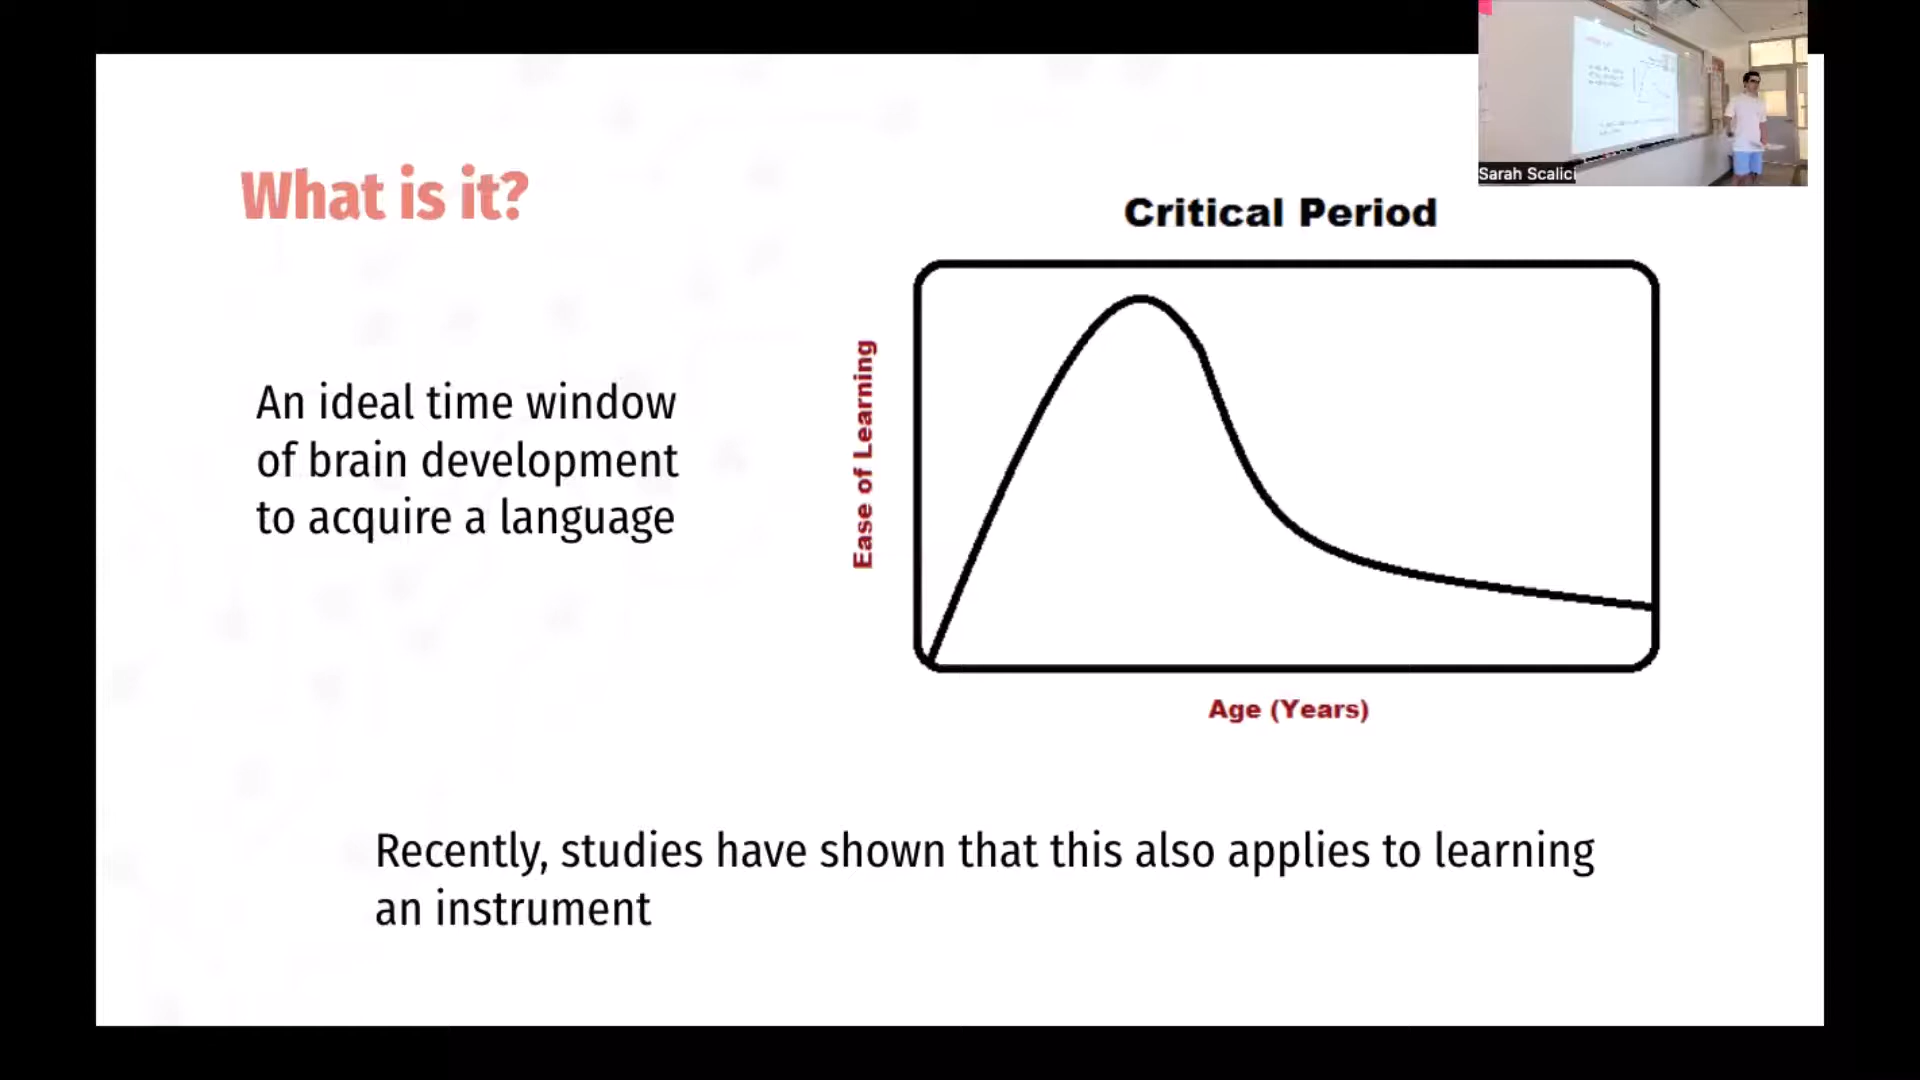 What is it?
An ideal time window
of brain development
to acquire a language
Critical Period
Ease of Learning
Age (Years)
Recently, studies have shown that this also applies to learning
an instrument
Sarah Scalici